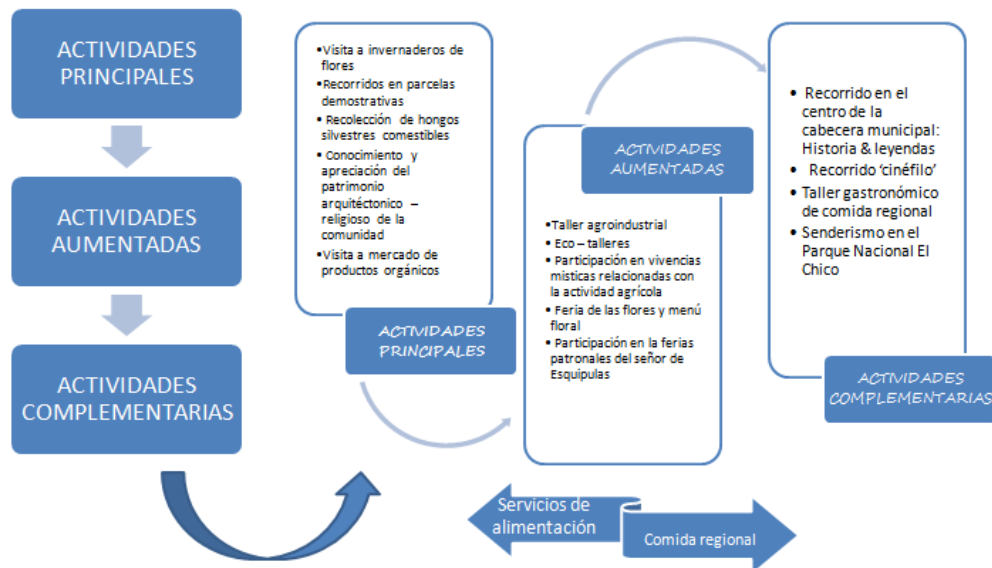 ACTIVIDADES
PRINCIPALES
ACTIVIDADES
AUMENTADAS
ACTIVIDADES
COMPLEMENTARIAS
•Visita a invernaderos de
flores
•Recorridos en parcelas
demostrativas
• Recolección de hongos
silvestres comestibles
• Conocimiento y
apreciación del
patrimonio
arquitéctonico –
religioso de la
comunidad
•Visita a mercado de
productos orgánicos
ACTIVIDADES
PRINCIPALES
ACTIVIDADES
AUMENTADAS
•Taller agroindustrial
• Eco – talleres
• Participación en vivencias
misticas relacionadas con
la actividad agrícola
• Feria de las flores y menú
floral
• Participación en la ferias
patronales del señor de
Esquipulas
• Recorrido en el
centro de la
cabecera municipal:
Historia & leyendas
• Recorrido ‘cinéfilo’
• Taller gastronómico
de comida regional
• Senderismo en el
Parque Nacional El
Chico
ACTIVIDADES
COMPLEMENTARIAS
Servicios de
alimentación
Comida regional